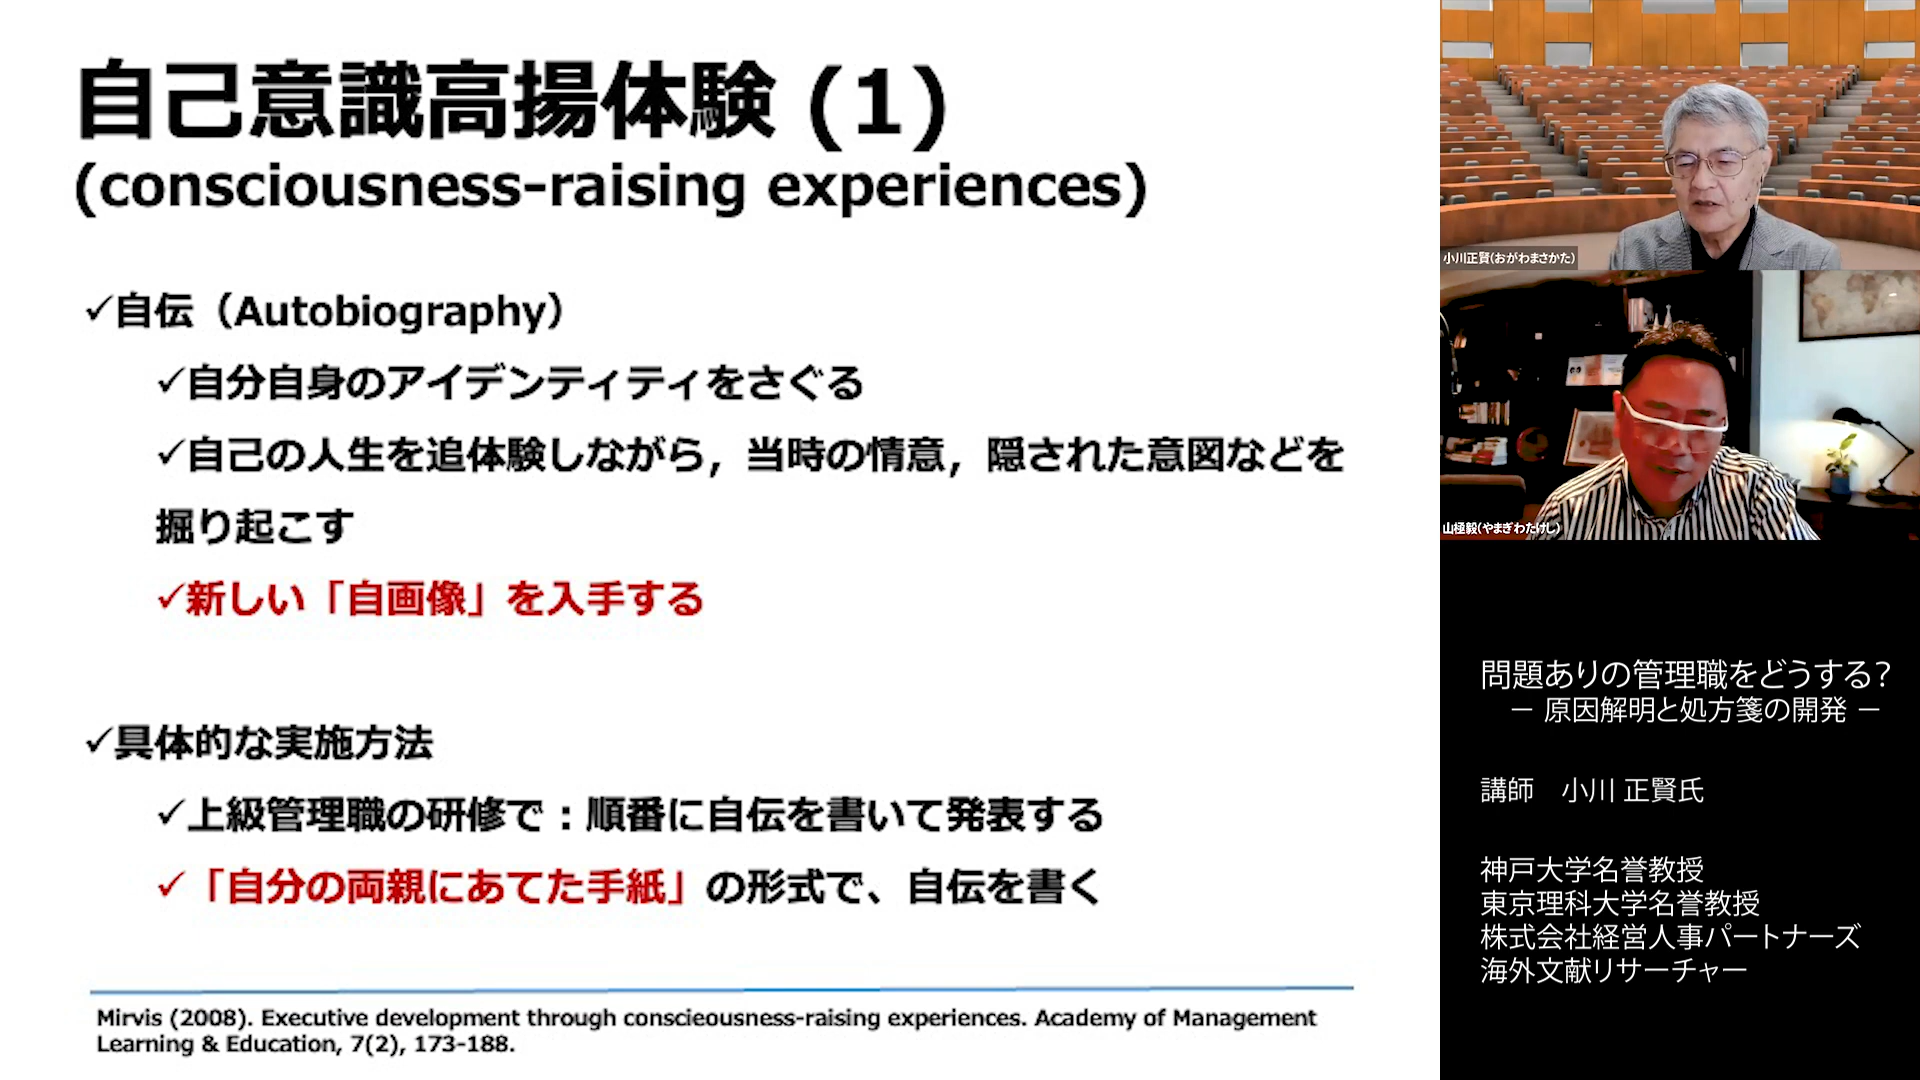 自己意識高揚体験 (1)
(consciousness-raising experiences)
✓自伝（Autobiography）
✓自分自身のアイデンティティをさぐる
✓自己の人生を追体験しながら，当時の情意，隠された意図などを
掘り起こす
✓新しい「自画像」を入手する
✓具体的な実施方法
✓上級管理職の研修で：順番に自伝を書いて発表する
✓「自分の両親にあてた手紙」の形式で、自伝を書く
Mirvis (2008). Executive development through conscieousness-raising experiences. Academy of Management
Learning & Education, 7(2), 173-188.
小川正賢(おがわまさかた)
山極毅(やまぎわたけし)
問題ありの管理職をどうする？
－ 原因解明と処方箋の開発 －
講師　小川 正賢氏
神戸大学名誉教授
東京理科大学名誉教授
株式会社経営人事パートナーズ
海外文献リサーチャー